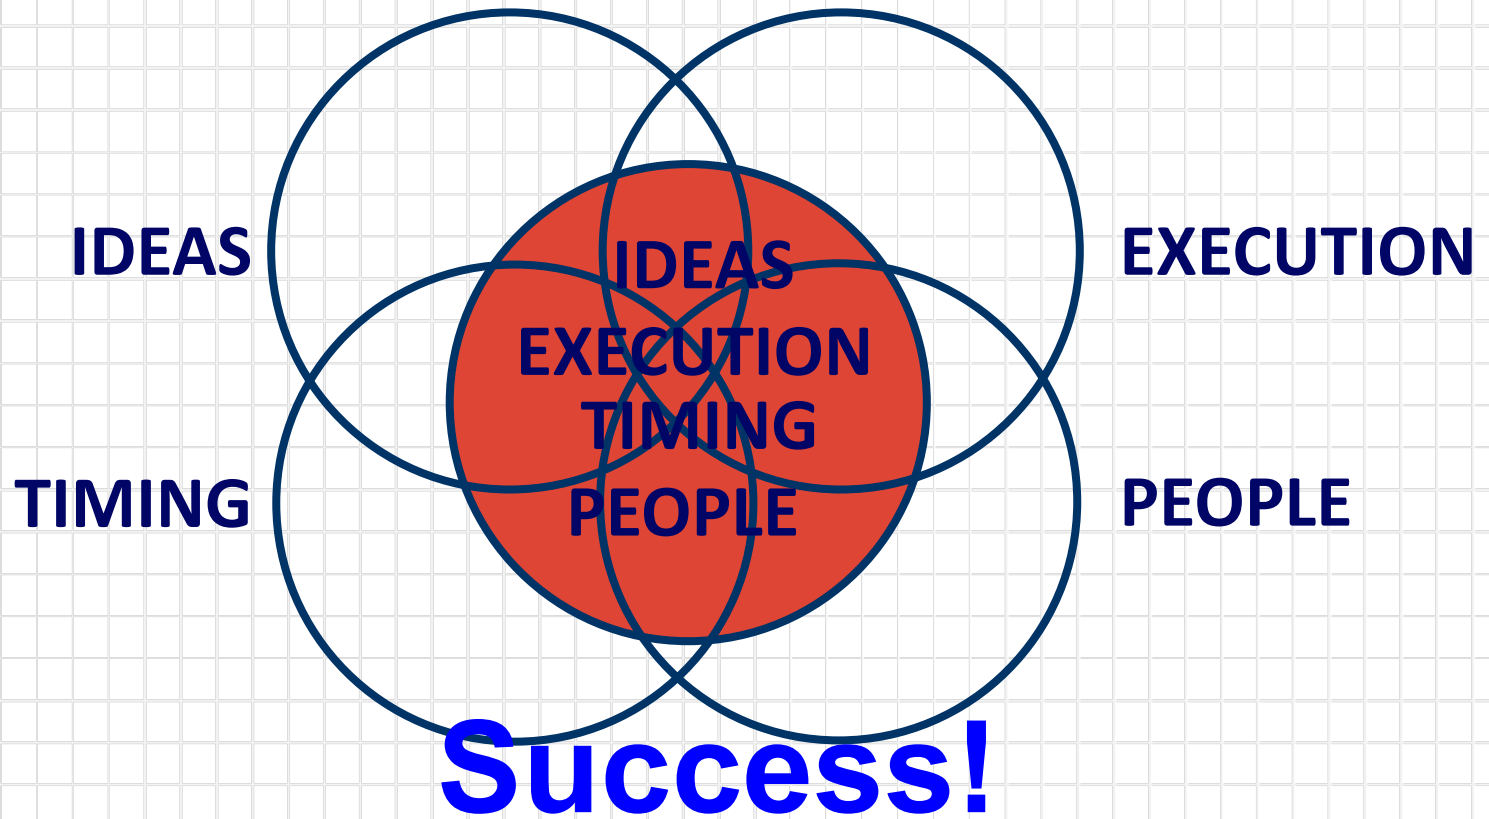 IDEAS
EXECUTION
IDEAS
EXECUTION
TIMING
PEOPLE
TIMING
PEOPLE
Success!